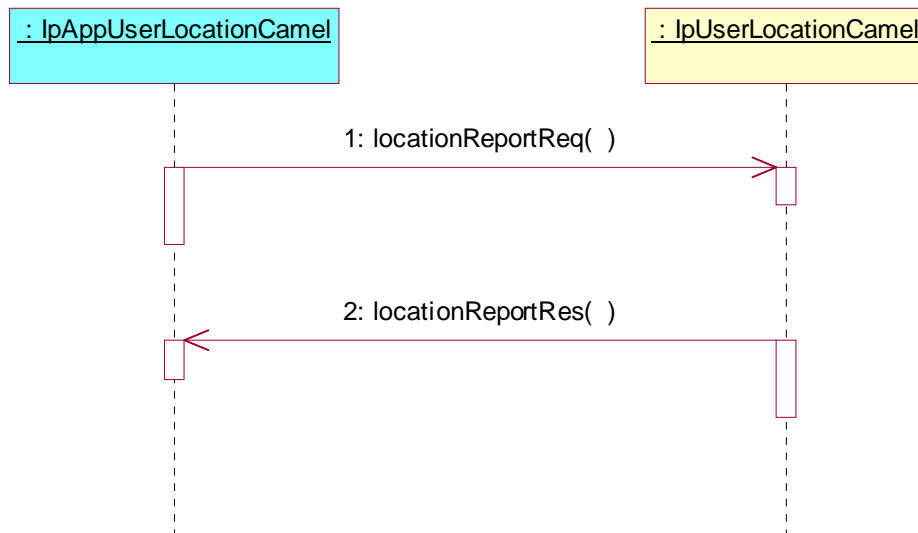 : IpAppUserLocationCamel
: IpUserLocationCamel
1: locationReportReq(  )
2: locationReportRes(  )